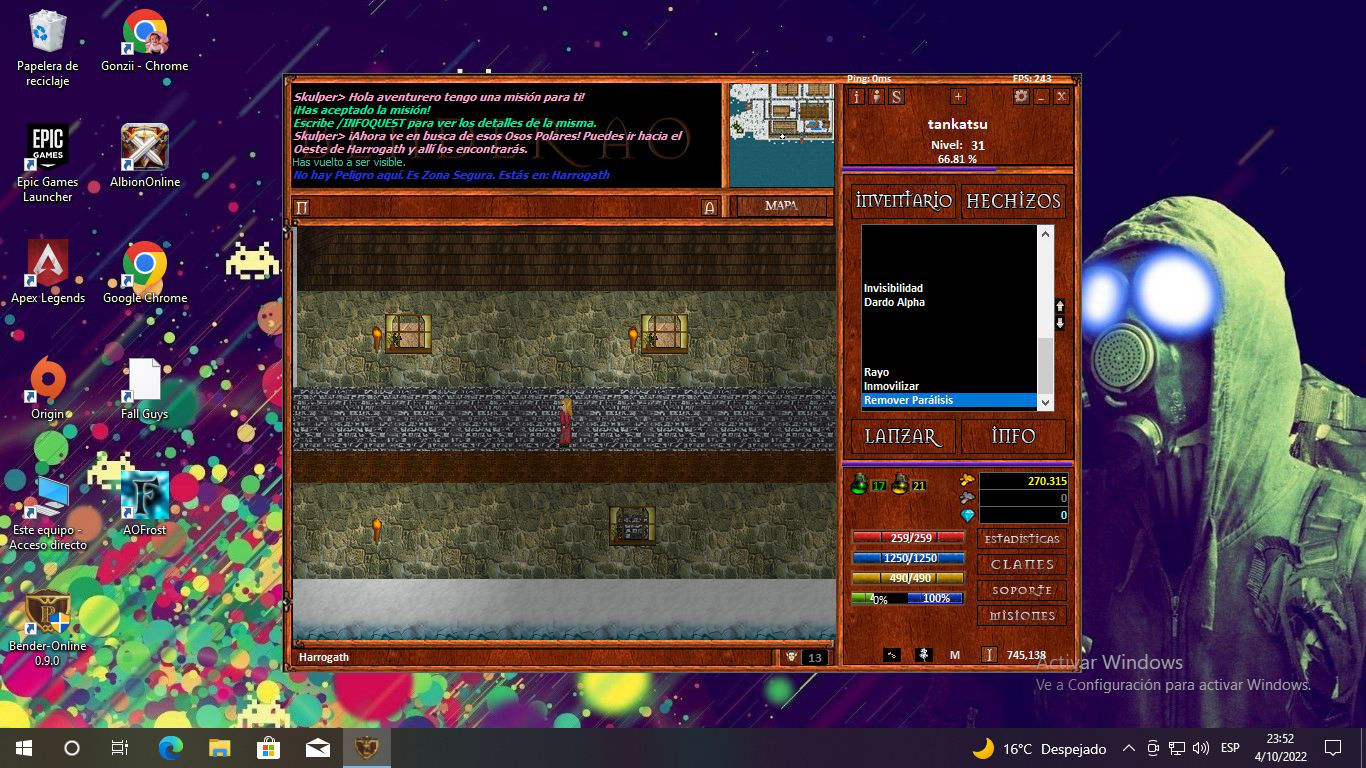 Papelera de
reciclaje
Gonzii - Chrome
EPIC
GAMES
Epic Games
Launcher
AlbionOnline
Apex Legends
Google Chrome
Origin
Fall Guys
Este equipo -
Acceso directo
AOFrost
Bender-Online
0.9.0
Ping: 0ms
FPS: 243
Skulper> Hola aventurero tengo una misión para ti!
¡Has aceptado la misión!
Escribe /INFOQUEST para ver los detalles de la misma.
Skulper> ¡Ahora ve en busca de esos Osos Polares! Puedes ir hacia el
Oeste de Harrogath y allí los encontrarás.
Has vuelto a ser visible.
No hay Peligro aquí. Es Zona Segura. Estás en: Harrogath
MAPA
i
S
+
_
X
tankatsu
Nivel: 31
66.81 %
INVENTARIO
HECHIZOS
Invisibilidad
Dardo Alpha
Rayo
Inmovilizar
Remover Parálisis
LANZAR
INFO
17
21
270.315
0
0
259/259
1250/1250
490/490
0%
100%
ESTADISTICAS
CLANES
SOPORTE
MISIONES
Harrogath
13
M
745,138
Activar Windows
Ve a Configuración para activar Windows.
16°C Despejado
ESP
23:52
4/10/2022